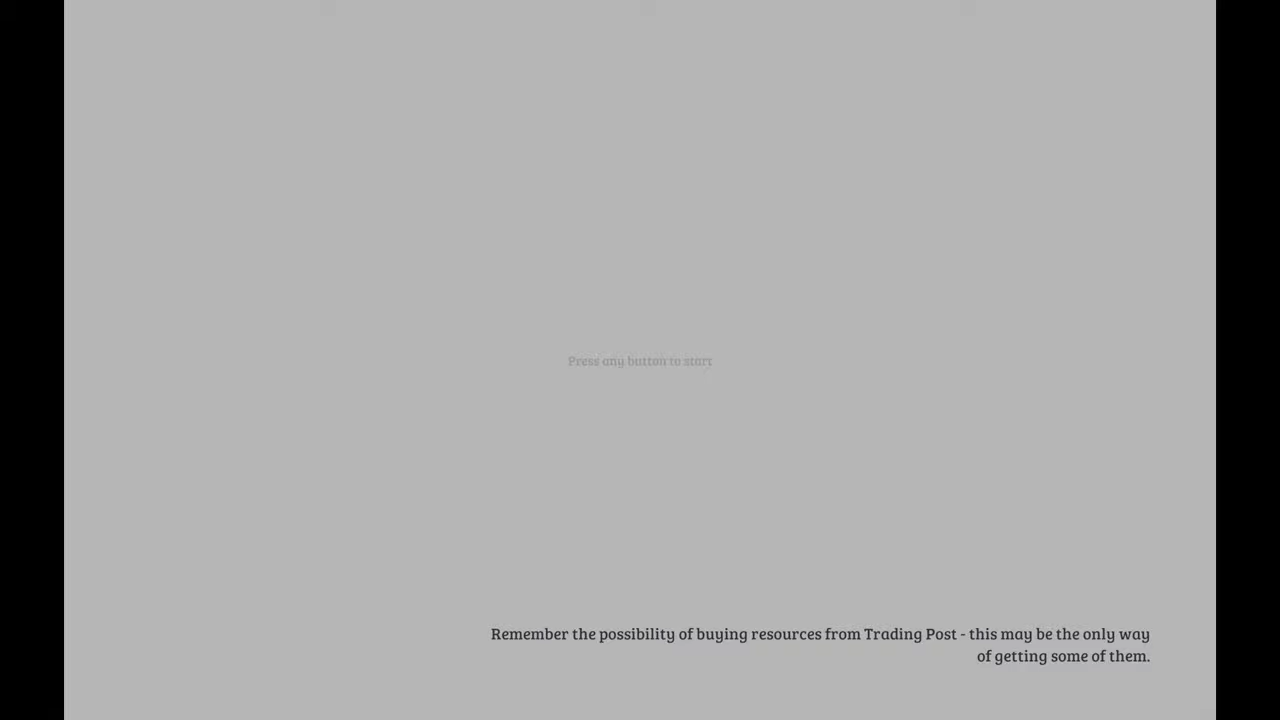 Press any button to start
Remember the possibility of buying resources from Trading Post - this may be the only way
of getting some of them.